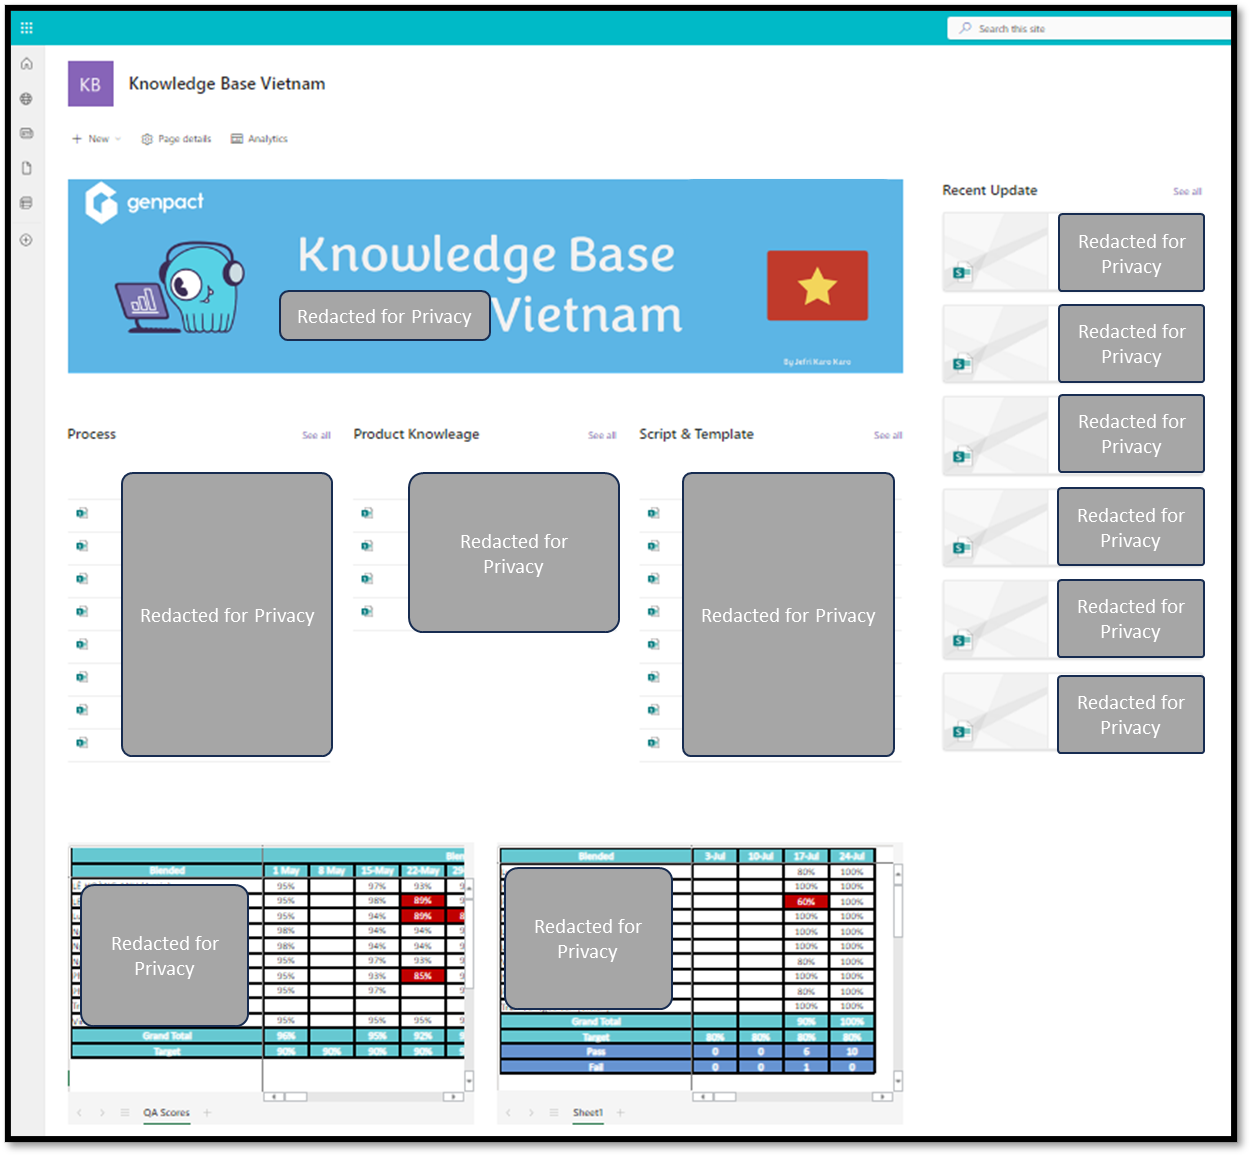 Search this site
KB
Knowledge Base Vietnam
+ New
Page details
Analytics
genpact
Knowledge Base
Redacted for Privacy
Vietnam
By Jefri Karo Karo
Recent Update
See all
Redacted for
Privacy
Redacted for
Privacy
Redacted for
Privacy
Redacted for
Privacy
Redacted for
Privacy
Redacted for
Privacy
Process
See all
Redacted for Privacy
Product Knowleage
See all
Redacted for
Privacy
Script & Template
See all
Redacted for Privacy
Blended 1 May 8 May 15-May 22-May
95% 97% 93%
95% 98% 89%
95% 94% 89%
98% 94% 94%
98% 94% 94%
95% 97% 93%
95% 93% 85%
95% 97%
95% 95% 95%
Redacted for
Privacy
Grand Total 96% 95% 92%
Target 90% 90% 90% 90%
QA Scores +
Blended 3-Jul 10-Jul 17-Jul 24-Jul
80% 100%
100% 100%
60% 100%
100% 100%
100% 100%
100% 100%
80% 100%
100% 100%
80% 100%
100% 100%
Redacted for
Privacy
Grand Total 90% 100%
Target 80% 80% 80% 80%
Pass 0 0 6 10
Fail 0 0 1 0
Sheet1 +